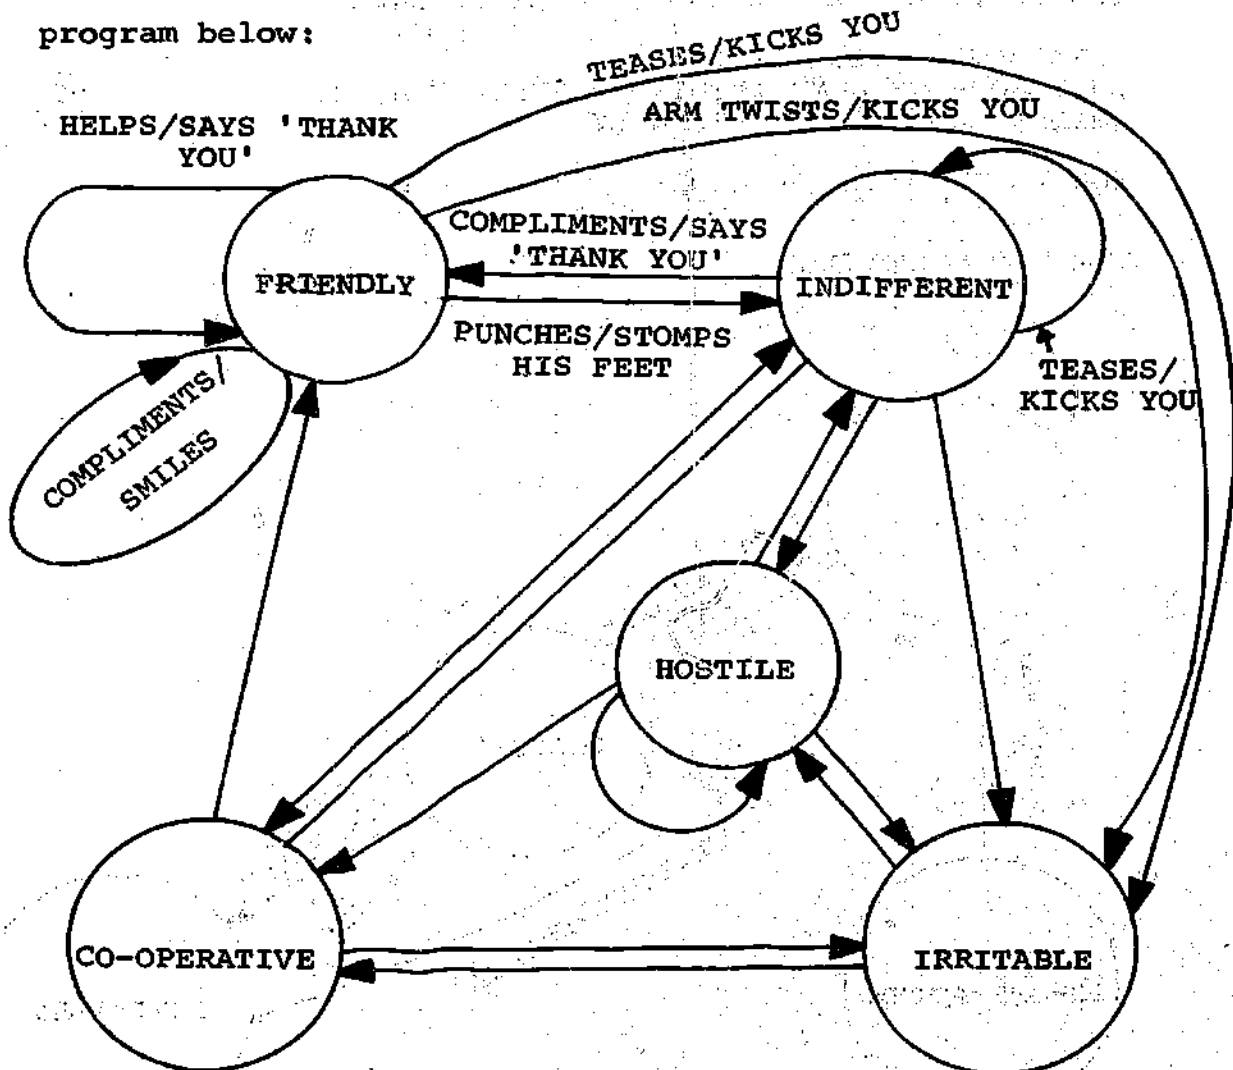 program below:
TEASES/KICKS YOU
ARM TWISTS/KICKS YOU
HELPS/SAYS 'THANK
YOU'
COMPLIMENTS/SAYS
'THANK YOU'
FRIENDLY
INDIFFERENT
PUNCHES/STOMPS
HIS FEET
TEASES/
KICKS YOU
COMPLIMENTS/
SMILES
HOSTILE
CO-OPERATIVE
IRRITABLE